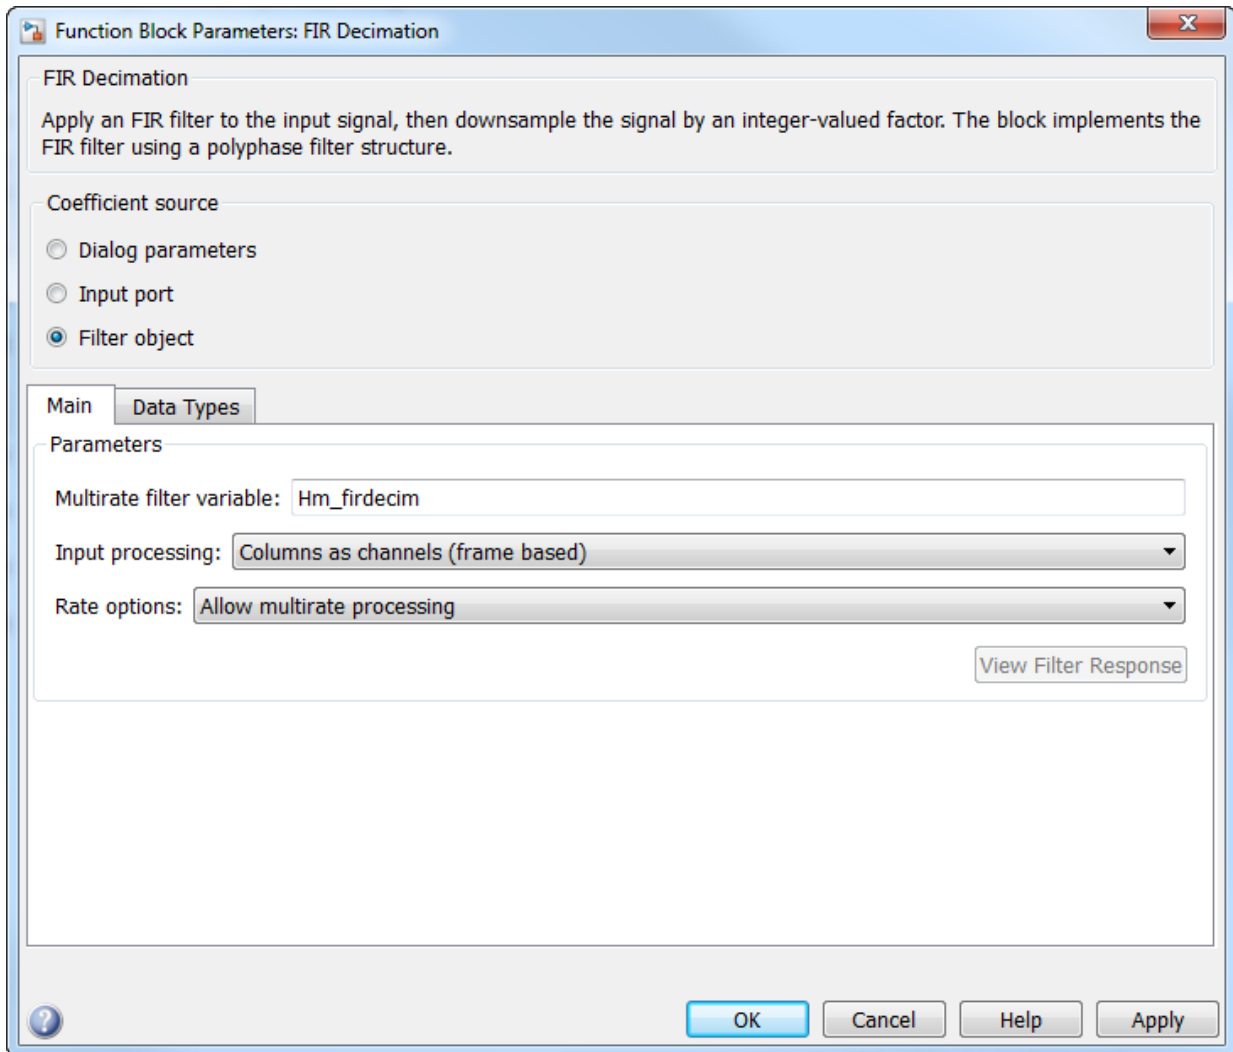 Function Block Parameters: FIR Decimation
FIR Decimation
Apply an FIR filter to the input signal, then downsample the signal by an integer-valued factor. The block implements the
FIR filter using a polyphase filter structure.
Coefficient source
Dialog parameters
Input port
Filter object
Main Data Types
Parameters
Multirate filter variable: Hm_firdecim
Input processing: Columns as channels (frame based)
Rate options: Allow multirate processing
View Filter Response
OK Cancel Help Apply